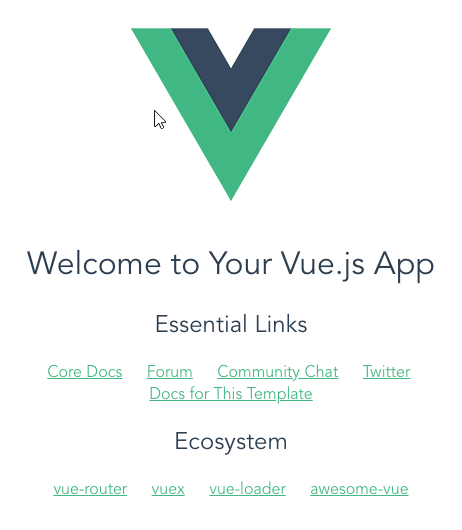 Welcome to Your Vue.js App
Essential Links
Core Docs Forum Community Chat Twitter
Docs for This Template
Ecosystem
vue-router vuex vue-loader awesome-vue